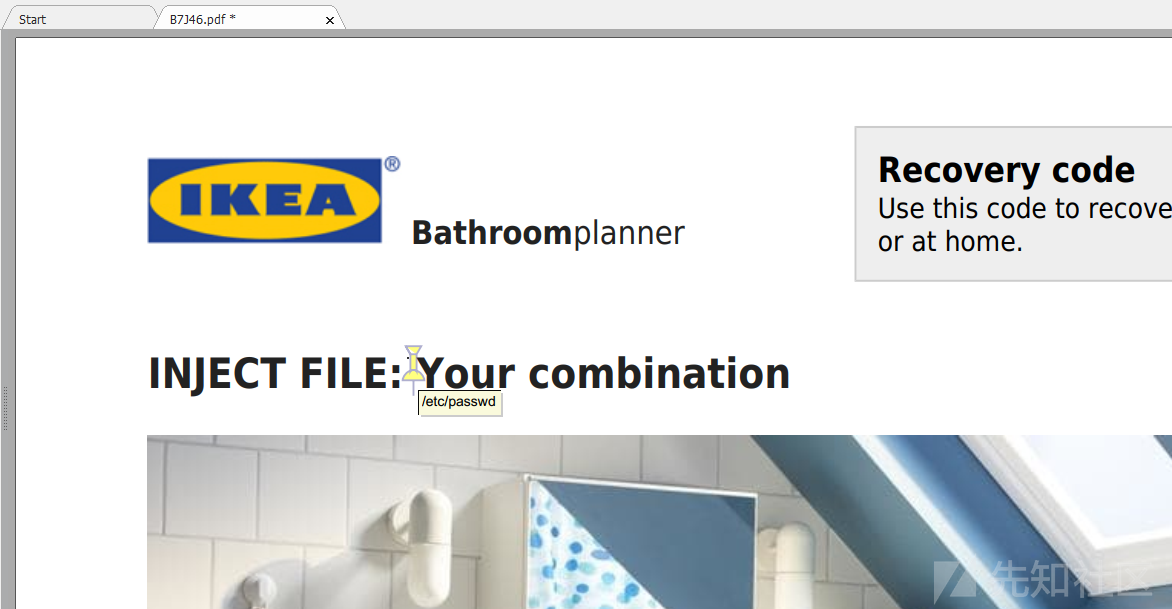 Start
B7J46.pdf *
IKEA
®
Bathroomplanner
Recovery code
Use this code to recove
or at home.
INJECT FILE: Your combination
/etc/passwd
先知社区